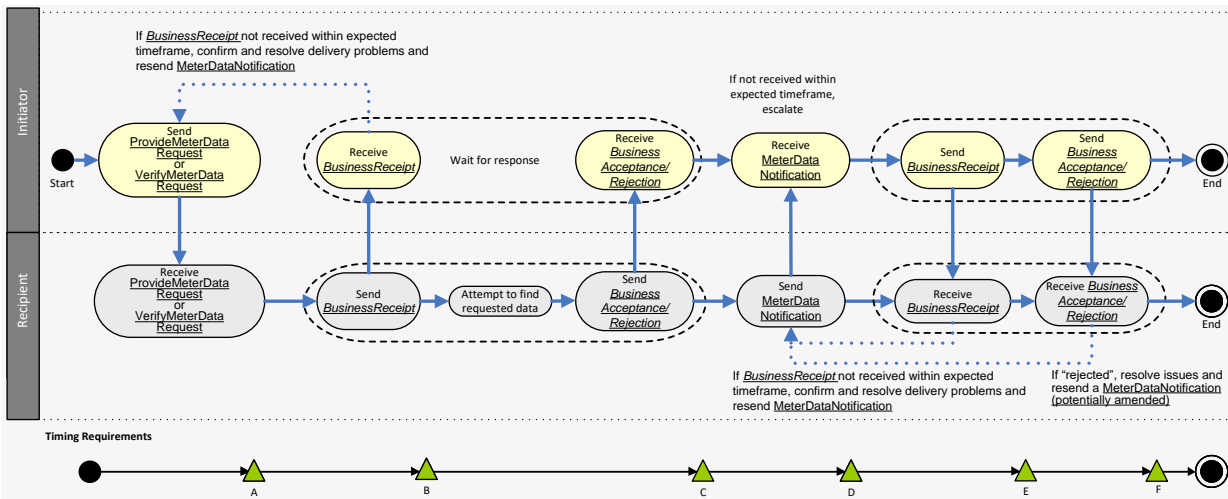 If BusinessReceipt not received within expected
timeframe, confirm and resolve delivery problems and
resend MeterDataNotification
If not received within
expected timeframe,
escalate
Initiator
Start
Send
ProvideMeterData
Request
or
VerifyMeterData
Request
Receive
BusinessReceipt
Wait for response
Receive
Business
Acceptance/
Rejection
Receive
MeterData
Notification
Send
BusinessReceipt
Send
Business
Acceptance/
Rejection
End
Recipient
Receive
ProvideMeterData
Request
or
VerifyMeterData
Request
Send
BusinessReceipt
Attempt to find
requested data
Send
Business
Acceptance/
Rejection
Send
MeterData
Notification
Receive
BusinessReceipt
Receive Business
Acceptance/
Rejection
End
If BusinessReceipt not received within expected
timeframe, confirm and resolve delivery problems and
resend MeterDataNotification
If “rejected”, resolve issues and
resend a MeterDataNotification
(potentially amended)
Timing Requirements
A
B
C
D
E
F